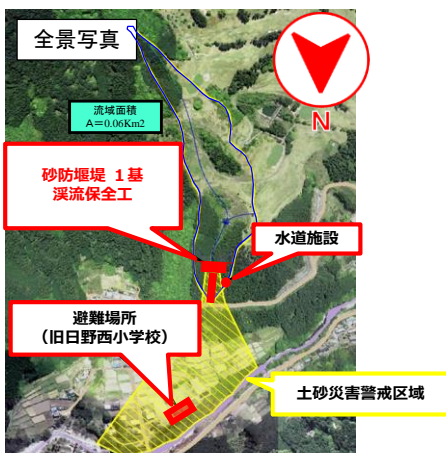 全景写真
N
流域面積
A=0.06Km2
砂防堰堤 1基
渓流保全工
水道施設
避難場所
（旧日野西小学校）
土砂災害警戒区域